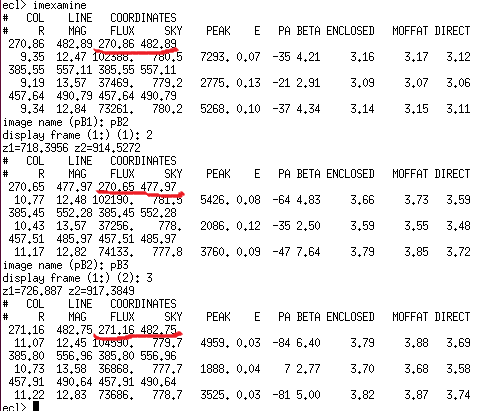 ecl> imexamine
#   COL    LINE   COORDINATES
#     R     MAG    FLUX     SKY    PEAK    E   PA BETA ENCLOSED   MOFFAT DIRECT
270.86  482.89 270.86 482.89
   9.35   12.47 102388.   780.5   7293. 0.07  -35 4.21     3.16     3.17   3.12
385.55  557.11 385.55 557.11
   9.19   13.57  37469.   779.2   2775. 0.13  -21 2.91     3.09     3.07   3.06
457.64  490.79 457.64 490.79
   9.34   12.84  73261.   780.2   5268. 0.10  -37 4.34     3.14     3.15   3.11
image name (pB1): pB2
display frame (1:) (1): 2
z1=718.3956 z2=914.5272
#   COL    LINE   COORDINATES
#     R     MAG    FLUX     SKY    PEAK    E   PA BETA ENCLOSED   MOFFAT DIRECT
270.65  477.97 270.65 477.97
  10.77   12.48 102190.   781.5   5426. 0.08  -64 4.83     3.66     3.73   3.59
385.45  552.28 385.45 552.28
  10.43   13.57  37256.    778.   2086. 0.12  -35 2.50     3.59     3.55   3.48
457.51  485.97 457.51 485.97
  11.17   12.82  74133.   777.8   3760. 0.09  -47 7.64     3.79     3.85   3.72
image name (pB2): pB3
display frame (1:) (2): 3
z1=726.887 z2=917.3849
#   COL    LINE   COORDINATES
#     R     MAG    FLUX     SKY    PEAK    E   PA BETA ENCLOSED   MOFFAT DIRECT
271.16  482.75 271.16 482.75
  11.07   12.45 104590.   779.7   4959. 0.03  -84 6.40     3.79     3.88   3.69
385.80  556.96 385.80 556.96
  10.73   13.58  36868.   777.7   1888. 0.04    7 2.77     3.70     3.68   3.58
457.91  490.64 457.91 490.64
  11.22   12.83  73686.   778.7   3525. 0.03  -81 5.00     3.82     3.87   3.74
ecl>